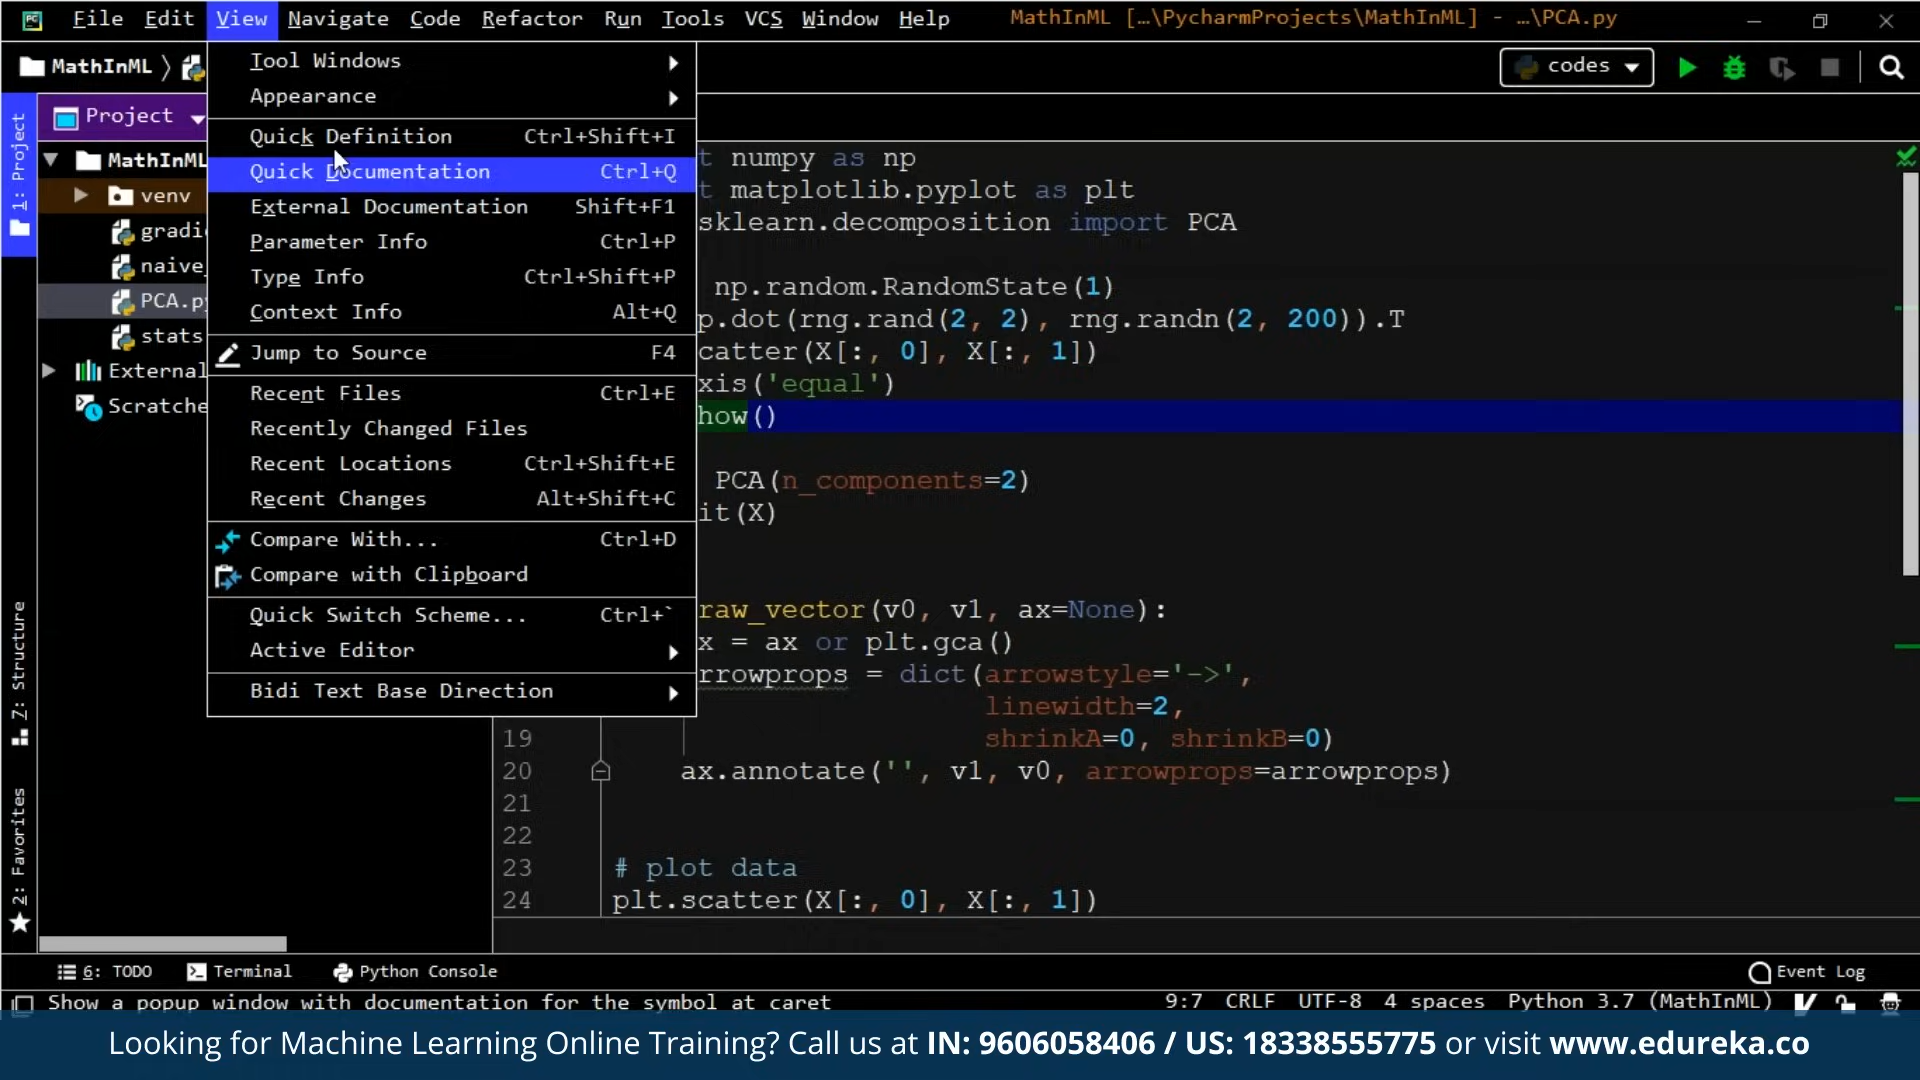 File Edit View Navigate Code Refactor Run Tools VCS Window Help MathInML […\PycharmProjects\MathInML] - …\PCA.py
MathInML codes
1: Project
Project
MathInML
venv
gradi
naive_
PCA.py
stats
External
Scratche
Tool Windows
Appearance
Quick Definition Ctrl+Shift+I
Quick Documentation Ctrl+Q
External Documentation Shift+F1
Parameter Info Ctrl+P
Type Info Ctrl+Shift+P
Context Info Alt+Q
Jump to Source F4
Recent Files Ctrl+E
Recently Changed Files
Recent Locations Ctrl+Shift+E
Recent Changes Alt+Shift+C
Compare With... Ctrl+D
Compare with Clipboard
Quick Switch Scheme... Ctrl+`
Active Editor
Bidi Text Base Direction
t numpy as np
t matplotlib.pyplot as plt
sklearn.decomposition import PCA
np.random.RandomState(1)
p.dot(rng.rand(2, 2), rng.randn(2, 200)).T
catter(X[:, 0], X[:, 1])
xis('equal')
how()
PCA(n_components=2)
it(X)
raw_vector(v0, v1, ax=None):
x = ax or plt.gca()
rrowprops = dict(arrowstyle='->',
linewidth=2,
19 shrinkA=0, shrinkB=0)
20 ax.annotate('', v1, v0, arrowprops=arrowprops)
21
22
23 # plot data
24 plt.scatter(X[:, 0], X[:, 1])
7: Structure
2: Favorites
6: TODO Terminal Python Console Event Log
Show a popup window with documentation for the symbol at caret 9:7 CRLF UTF-8 4 spaces Python 3.7 (MathInML)
Looking for Machine Learning Online Training? Call us at IN: 9606058406 / US: 18338555775 or visit www.edureka.co